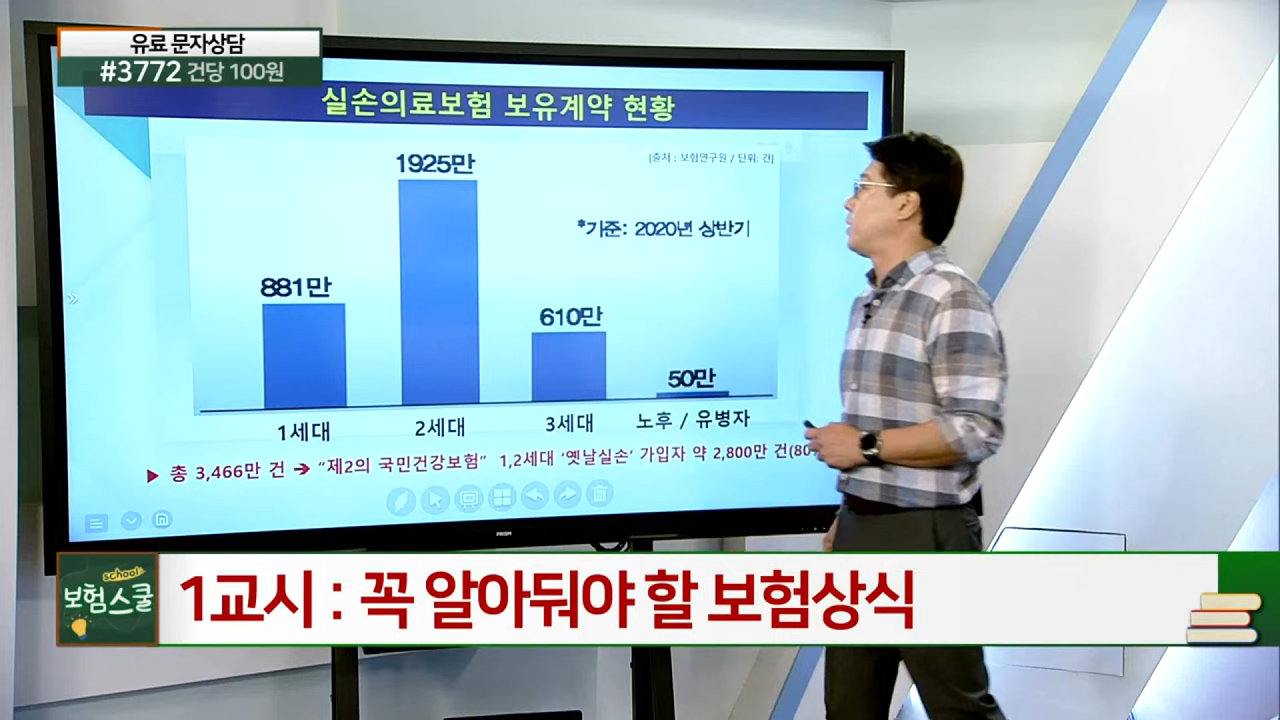 유료 문자상담
#3772 건당 100원
실손의료보험 보유계약 현황
[출처 : 보험연구원 / 단위: 건]
1925만
*기준: 2020년 상반기
881만
610만
50만
1세대
2세대
3세대
노후 / 유병자
▶ 총 3,466만 건 ➔ “제2의 국민건강보험” 1,2세대 ‘옛날실손’ 가입자 약 2,800만 건(80
PRISM
school
보험스쿨
1교시 : 꼭 알아둬야 할 보험상식